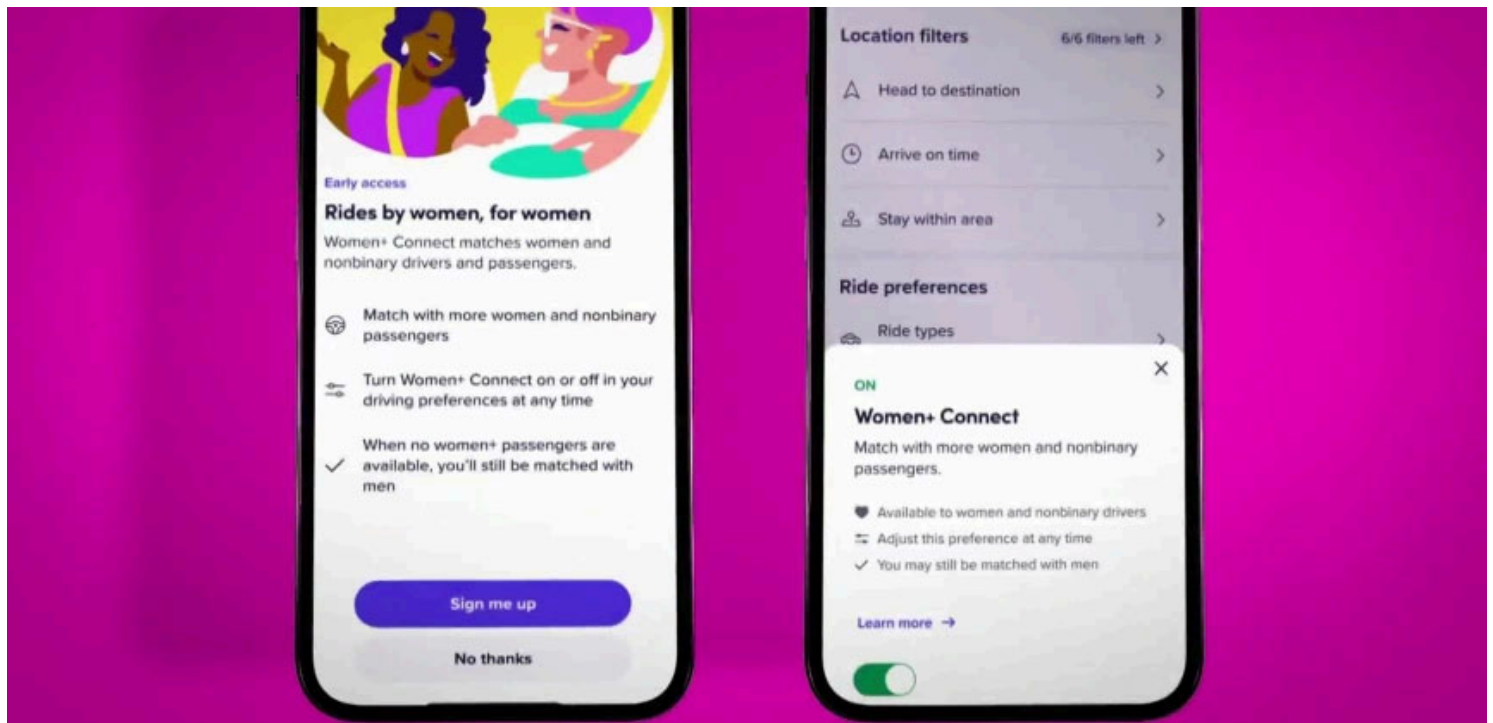 Early access
Rides by women, for women
Women+ Connect matches women and
nonbinary drivers and passengers.
Match with more women and nonbinary
passengers
Turn Women+ Connect on or off in your
driving preferences at any time
When no women+ passengers are
available, you'll still be matched with
men
Sign me up
No thanks
Location filters
6/6 filters left
Head to destination
Arrive on time
Stay within area
Ride preferences
Ride types
ON
Women+ Connect
Match with more women and nonbinary
passengers.
Available to women and nonbinary drivers
Adjust this preference at any time
You may still be matched with men
Learn more →